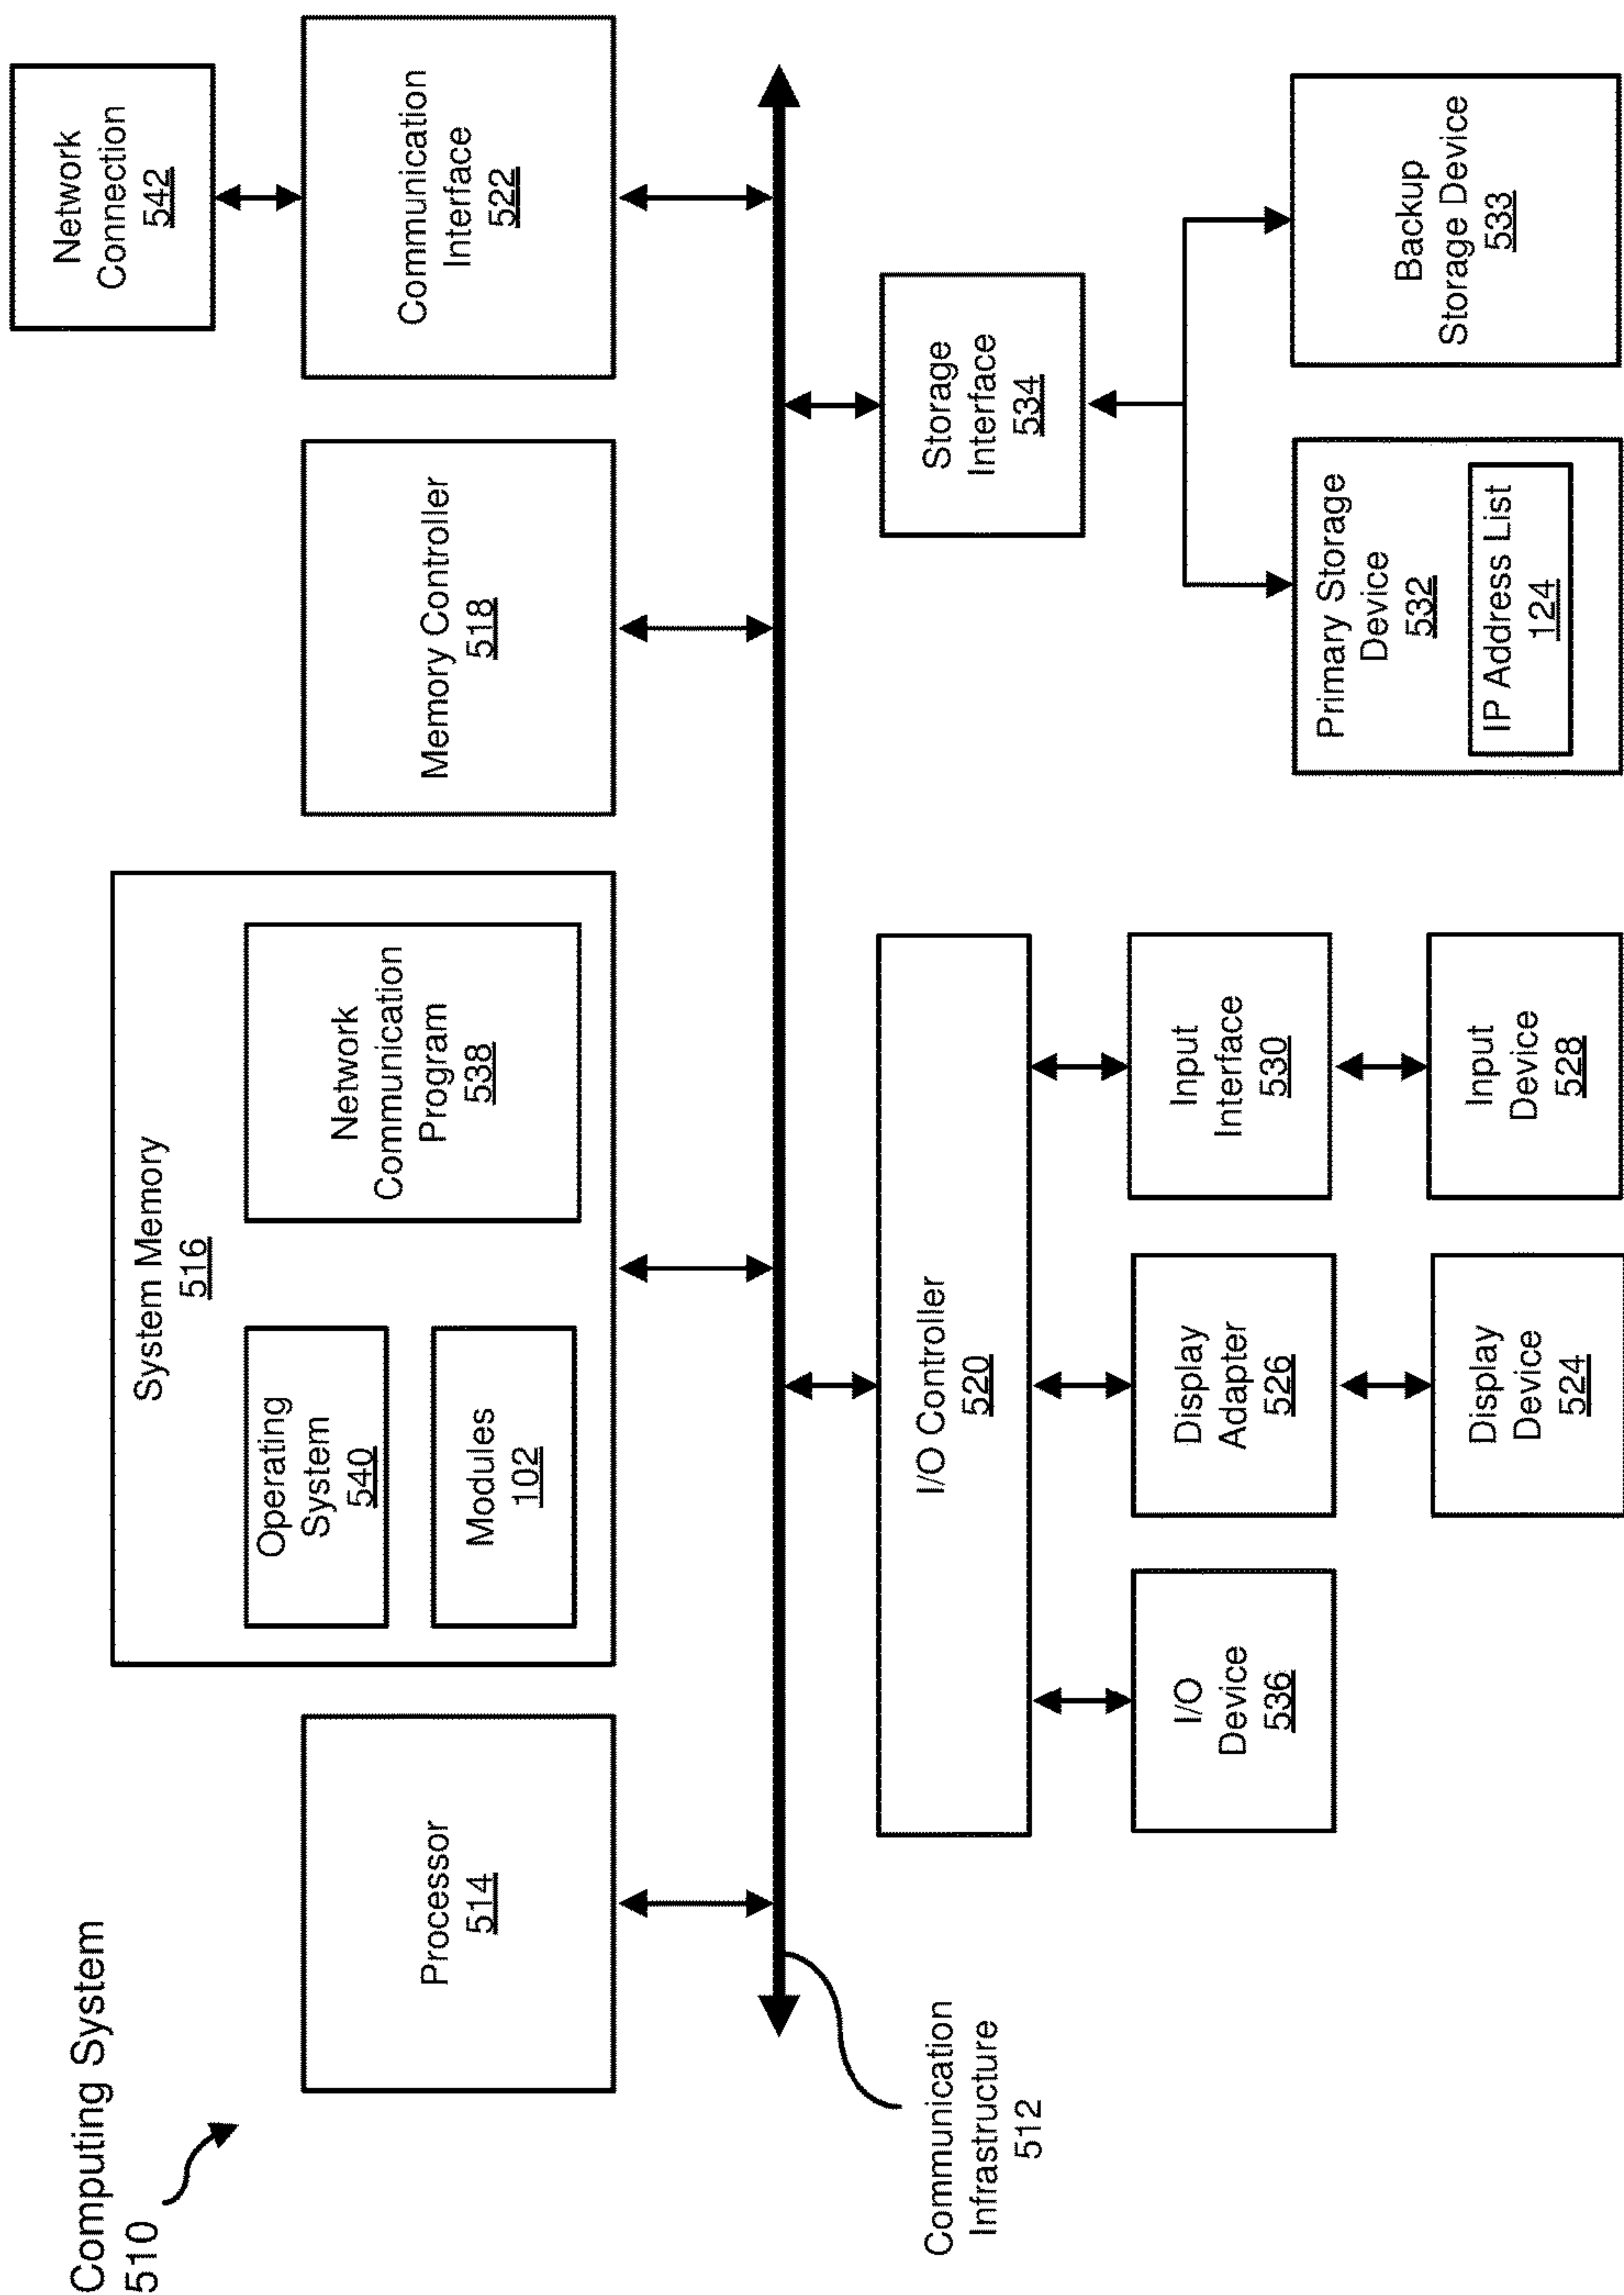 Computing System
510
Processor
514
System Memory
516
Operating
System
540
Modules
102
Network
Communication
Program
538
Memory Controller
518
Network
Connection
542
Communication
Interface
522
Communication
Infrastructure
512
I/O Controller
520
I/O
Device
536
Display
Adapter
526
Display
Device
524
Input
Interface
530
Input
Device
528
Storage
Interface
534
Primary Storage
Device
532
IP Address List
124
Backup
Storage Device
533